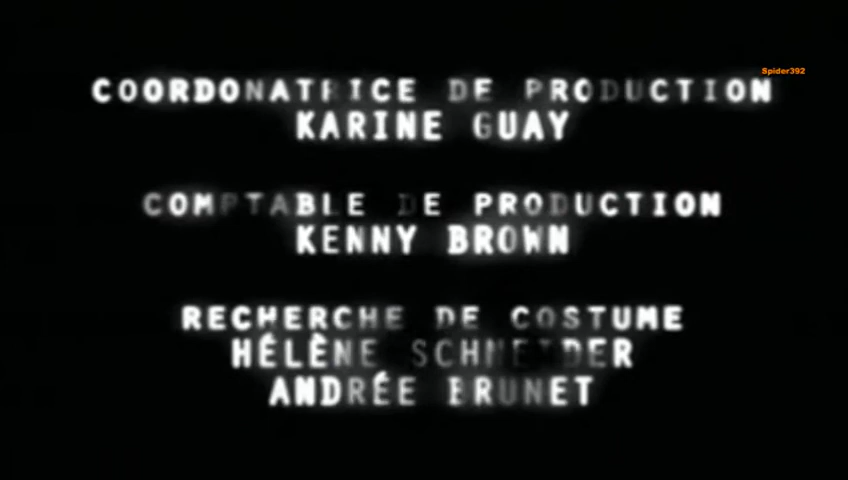 Spider392
COORDONATRICE DE PRODUCTION
KARINE GUAY
COMPTABLE DE PRODUCTION
KENNY BROWN
RECHERCHE DE COSTUME
HÉLÈNE SCHNEIDER
ANDRÉE BRUNET